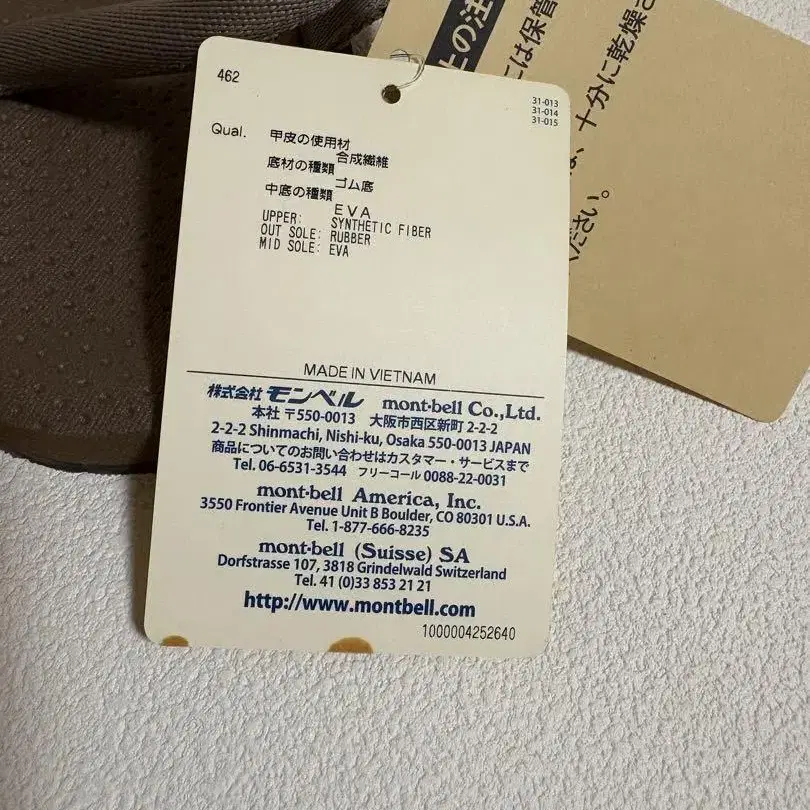 462
31-013
31-014
31-015
Qual.
甲皮の使用材
合成繊維
底材の種類
ゴム底
中底の種類
EVA
UPPER: SYNTHETIC FIBER
OUT SOLE: RUBBER
MID SOLE: EVA
MADE IN VIETNAM
株式会社 モンベル mont-bell Co.,Ltd.
本社 〒550-0013 大阪市西区新町 2-2-2
2-2-2 Shinmachi, Nishi-ku, Osaka 550-0013 JAPAN
商品についてのお問い合わせはカスタマー・サービスまで
Tel. 06-6531-3544 フリーコール 0088-22-0031
mont-bell America, Inc.
3550 Frontier Avenue Unit B Boulder, CO 80301 U.S.A.
Tel. 1-877-666-8235
mont-bell (Suisse) SA
Dorfstrasse 107, 3818 Grindelwald Switzerland
Tel. 41 (0)33 853 21 21
http://www.montbell.com
1000004252640
上の注
には保管
十分に乾燥さ
ださい。